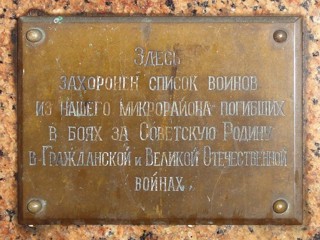 Здесь
захоронен список воинов
из нашего микрорайона погибших
в боях за Советскую Родину
в Гражданской и Великой Отечественной
войнах